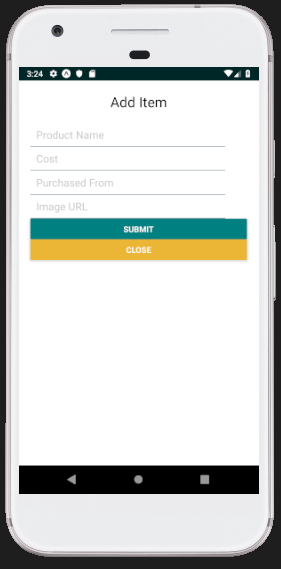 3:24
Add Item
Product Name
Cost
Purchased From
Image URL
SUBMIT
CLOSE